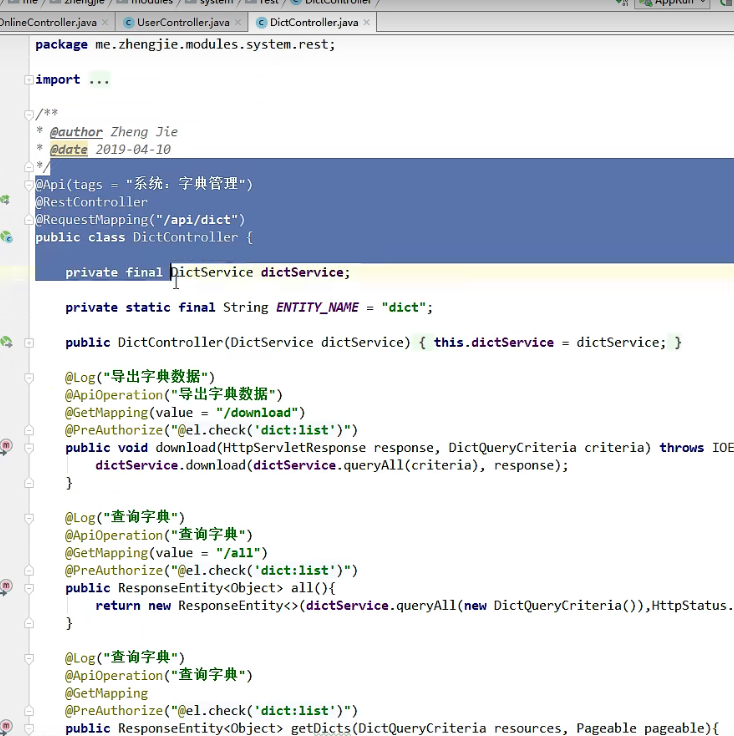 me zhengjie modules system rest DictController AppRun
OnlineController.java × UserController.java × DictController.java ×
package me.zhengjie.modules.system.rest;
import ...
/**
* @author Zheng Jie
* @date 2019-04-10
*/
@Api(tags = "系统：字典管理")
@RestController
@RequestMapping("/api/dict")
public class DictController {
private final DictService dictService;
private static final String ENTITY_NAME = "dict";
public DictController(DictService dictService) { this.dictService = dictService; }
@Log("导出字典数据")
@ApiOperation("导出字典数据")
@GetMapping(value = "/download")
@PreAuthorize("@el.check('dict:list')")
public void download(HttpServletResponse response, DictQueryCriteria criteria) throws IOE
dictService.download(dictService.queryAll(criteria), response);
}
@Log("查询字典")
@ApiOperation("查询字典")
@GetMapping(value = "/all")
@PreAuthorize("@el.check('dict:list')")
public ResponseEntity<Object> all(){
return new ResponseEntity<>(dictService.queryAll(new DictQueryCriteria()),HttpStatus.
}
@Log("查询字典")
@ApiOperation("查询字典")
@GetMapping
@PreAuthorize("@el.check('dict:list')")
public ResponseEntity<Object> getDicts(DictQueryCriteria resources, Pageable pageable){